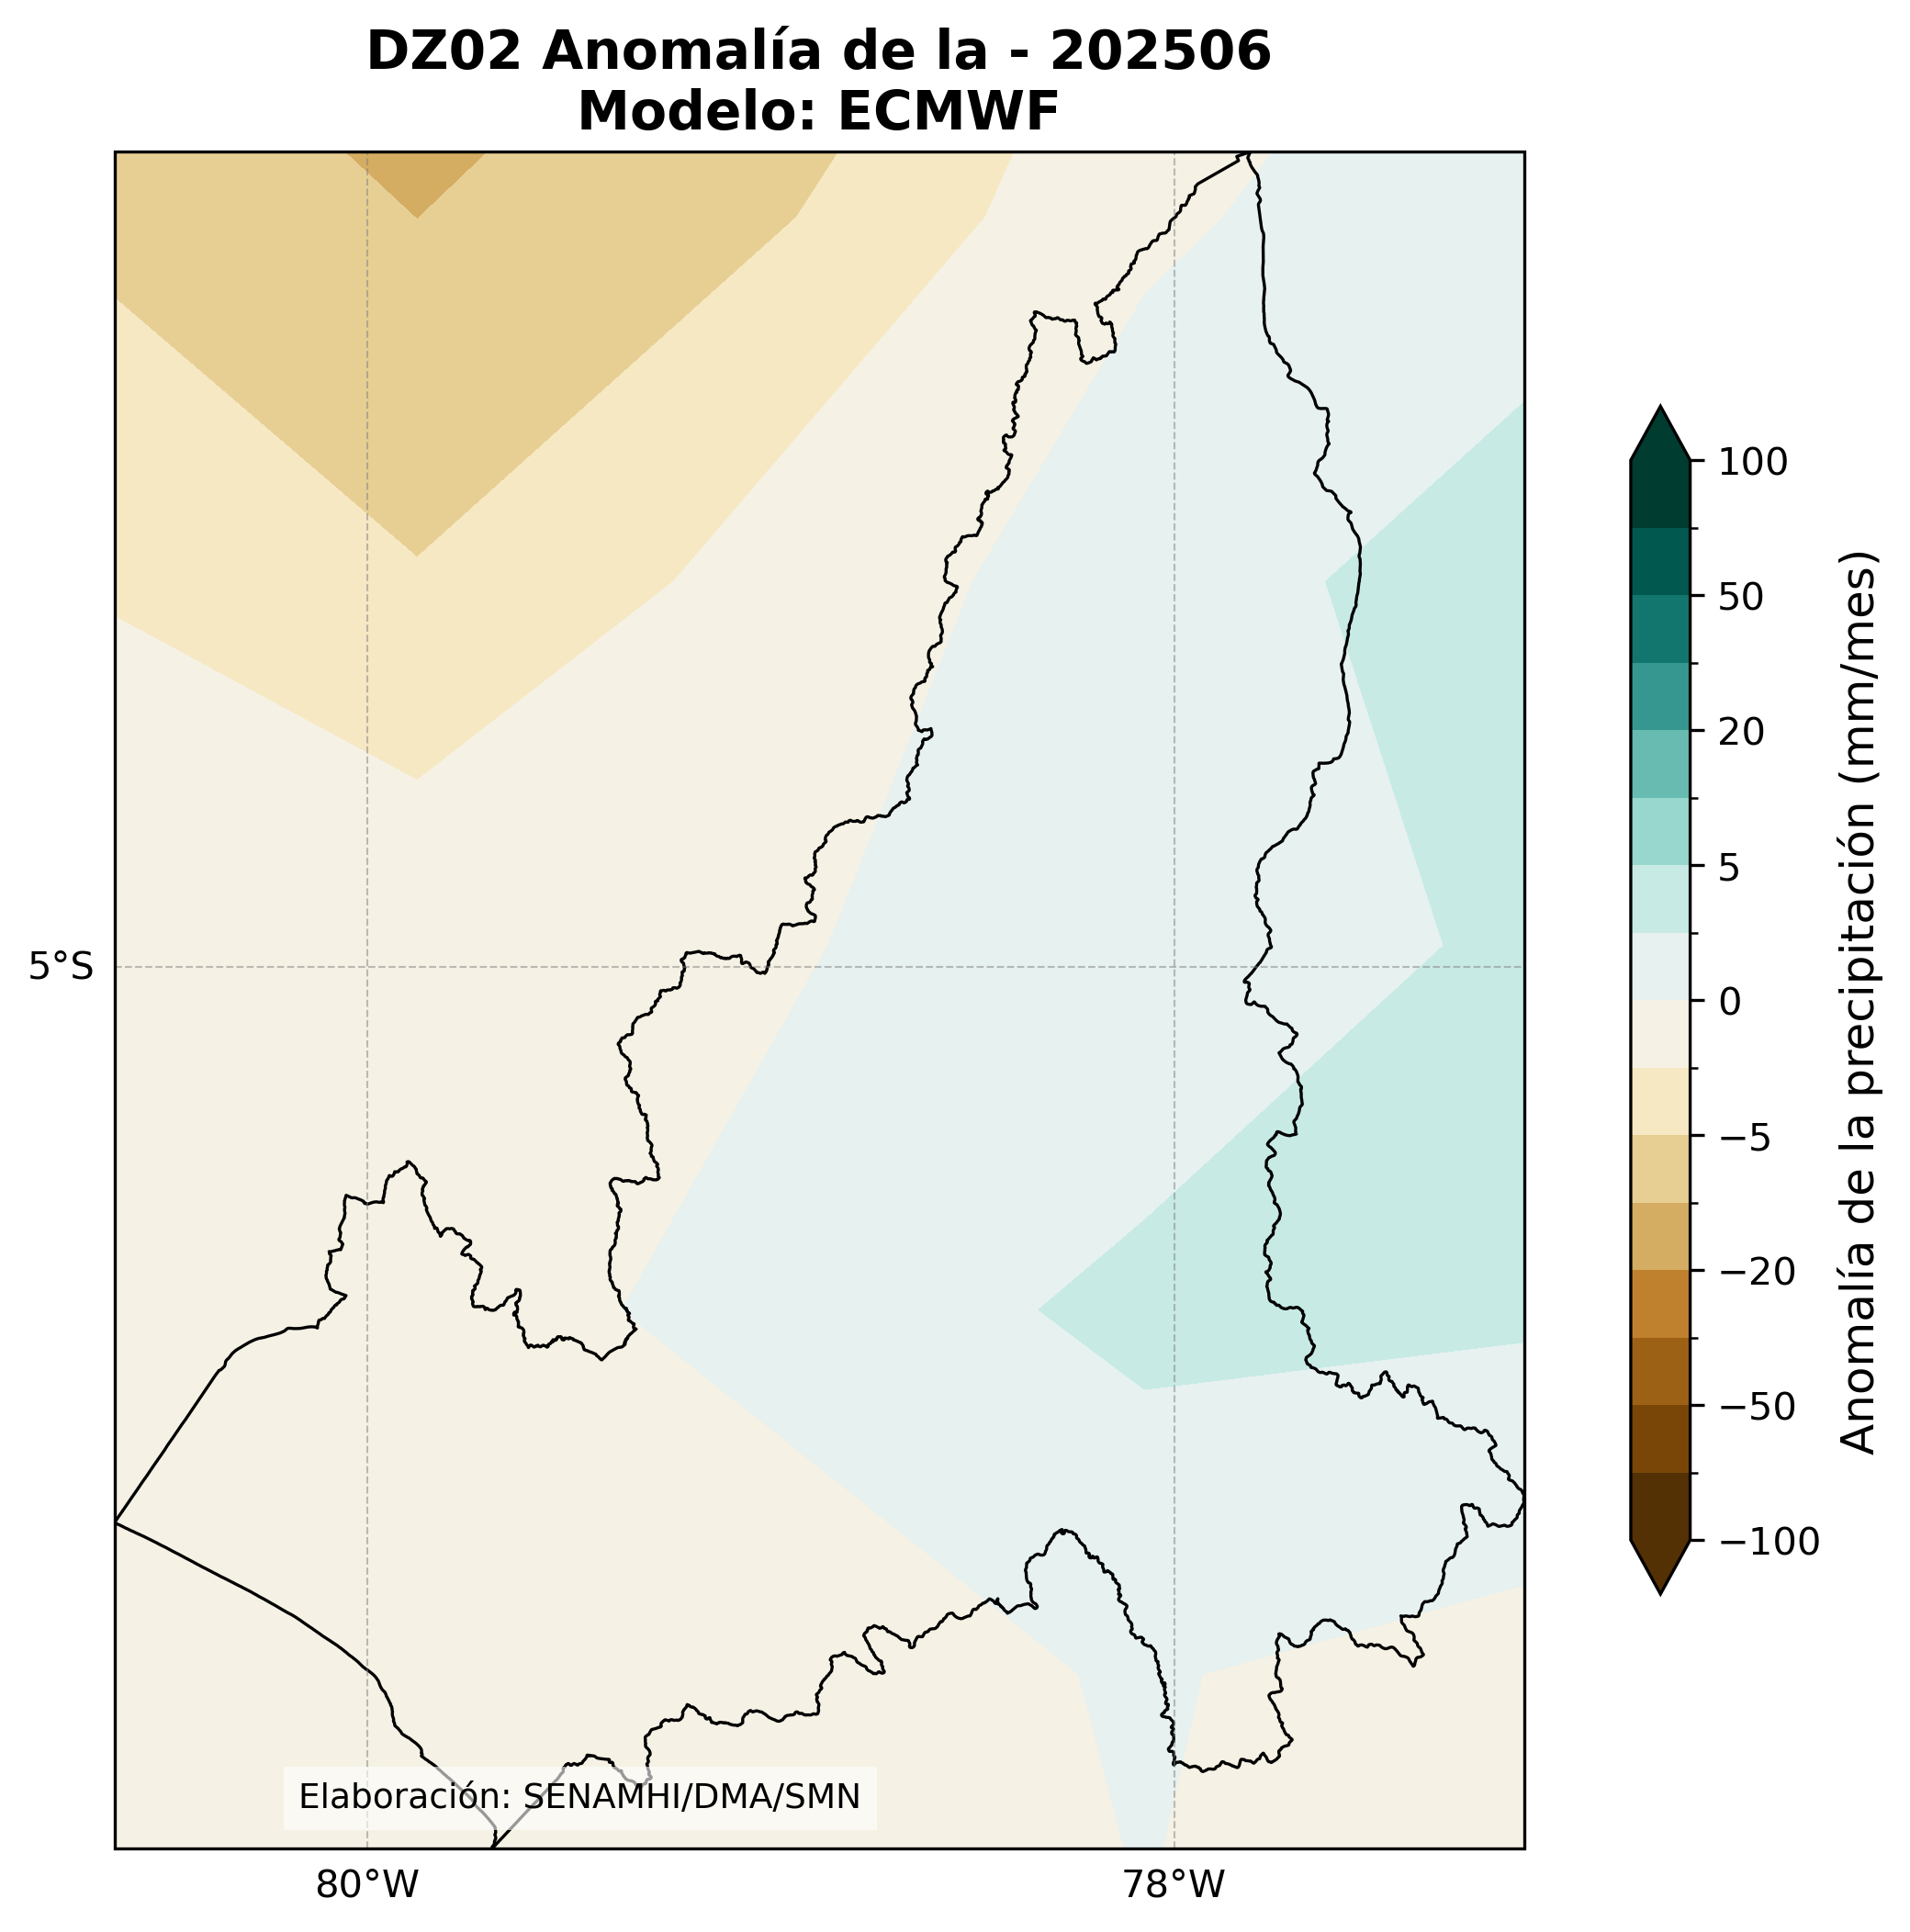 DZ02 Anomalía de la - 202506
Modelo: ECMWF
100
50
20
5
0
−5
−20
−50
−100
Anomalía de la precipitación (mm/mes)
5°S
Elaboración: SENAMHI/DMA/SMN
80°W
78°W